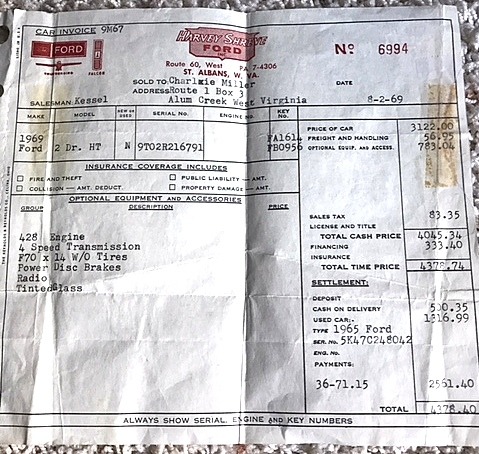 CAR INVOICE 9M67
FORD
FALCON
HARVEY SHREVE
FORD
INC.
Route 60, West PA 7-4306
ST. ALBANS, W. VA.
No 6994
SOLD TO Charlzie Miller
ADDRESS Route 1 Box 3
Alum Creek West Virginia
DATE
8-2-69
SALESMAN Kessel
MAKE MODEL NEW OR USED SERIAL NO. ENGINE NO. KEY NO.
1969
Ford 2 Dr. HT N 9T02R216791
FA1614
FB0956
PRICE OF CAR 3122.00
FREIGHT AND HANDLING 56.95
OPTIONAL EQUIP. AND ACCESS. 783.04
INSURANCE COVERAGE INCLUDES
FIRE AND THEFT PUBLIC LIABILITY — AMT.
COLLISION — AMT. DEDUCT. PROPERTY DAMAGE — AMT.
OPTIONAL EQUIPMENT AND ACCESSORIES
GROUP DESCRIPTION PRICE
428 Engine
4 Speed Transmission
F70 x 14 W/O Tires
Power Disc Brakes
Radio
Tinted Glass
SALES TAX 83.35
LICENSE AND TITLE
TOTAL CASH PRICE 4045.34
FINANCING 333.40
INSURANCE
TOTAL TIME PRICE 4378.74
SETTLEMENT:
DEPOSIT
CASH ON DELIVERY
USED CAR:-
TYPE 1965 Ford
SER. No. 5K47C248042
ENG. No.
PAYMENTS:
36-71.15 2561.40
TOTAL 4378.40
ALWAYS SHOW SERIAL, ENGINE AND KEY NUMBERS